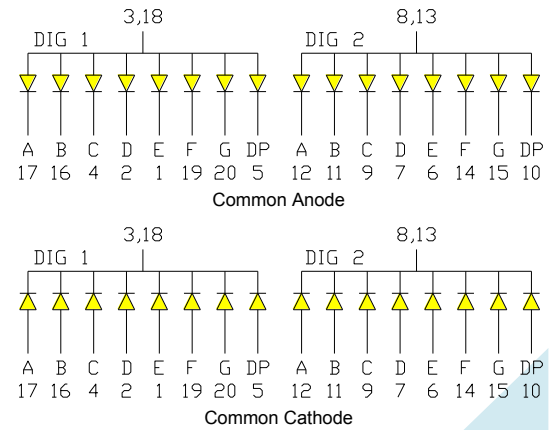 3,18 8,13
DIG 1 DIG 2
A B C D E F G DP A B C D E F G DP
17 16 4 2 1 19 20 5 12 11 9 7 6 14 15 10
Common Anode
3,18 8,13
DIG 1 DIG 2
A B C D E F G DP A B C D E F G DP
17 16 4 2 1 19 20 5 12 11 9 7 6 14 15 10
Common Cathode